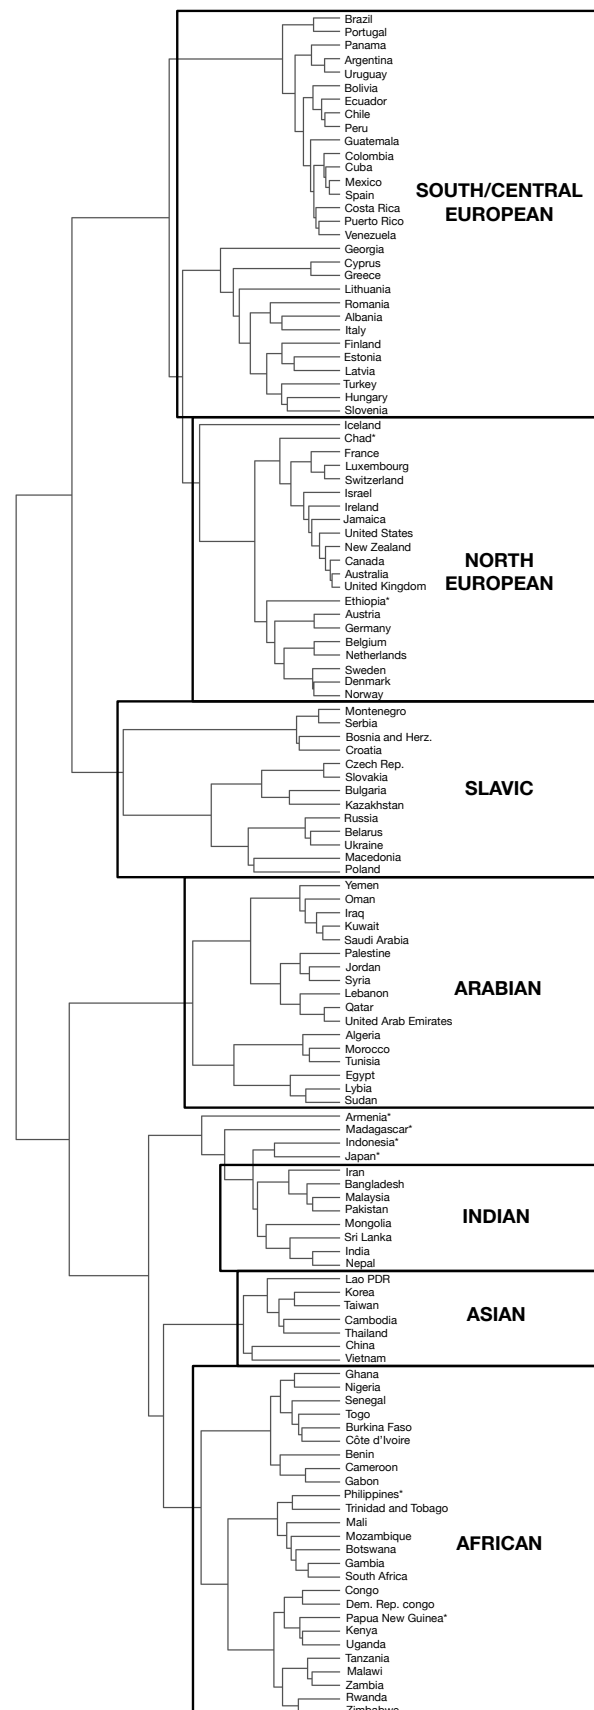 Brazil
Portugal
Panama
Argentina
Uruguay
Bolivia
Ecuador
Chile
Peru
Guatemala
Colombia
Cuba
Mexico
Spain
Costa Rica
Puerto Rico
Venezuela
SOUTH/CENTRAL
EUROPEAN
Georgia
Cyprus
Greece
Lithuania
Romania
Albania
Italy
Finland
Estonia
Latvia
Turkey
Hungary
Slovenia
Iceland
Chad*
France
Luxembourg
Switzerland
Israel
Ireland
Jamaica
United States
New Zealand
Canada
Australia
United Kingdom
NORTH
EUROPEAN
Ethiopia*
Austria
Germany
Belgium
Netherlands
Sweden
Denmark
Norway
Montenegro
Serbia
Bosnia and Herz.
Croatia
Czech Rep.
Slovakia
Bulgaria
Kazakhstan
SLAVIC
Russia
Belarus
Ukraine
Macedonia
Poland
Yemen
Oman
Iraq
Kuwait
Saudi Arabia
Palestine
Jordan
Syria
Lebanon
Qatar
United Arab Emirates
ARABIAN
Algeria
Morocco
Tunisia
Egypt
Lybia
Sudan
Armenia*
Madagascar*
Indonesia*
Japan*
Iran
Bangladesh
Malaysia
Pakistan
Mongolia
Sri Lanka
India
Nepal
INDIAN
Lao PDR
Korea
Taiwan
Cambodia
Thailand
China
Vietnam
ASIAN
Ghana
Nigeria
Senegal
Togo
Burkina Faso
Côte d'Ivoire
Benin
Cameroon
Gabon
Philippines*
Trinidad and Tobago
Mali
Mozambique
Botswana
Gambia
South Africa
AFRICAN
Congo
Dem. Rep. congo
Papua New Guinea*
Kenya
Uganda
Tanzania
Malawi
Zambia
Rwanda
Zimbabwe